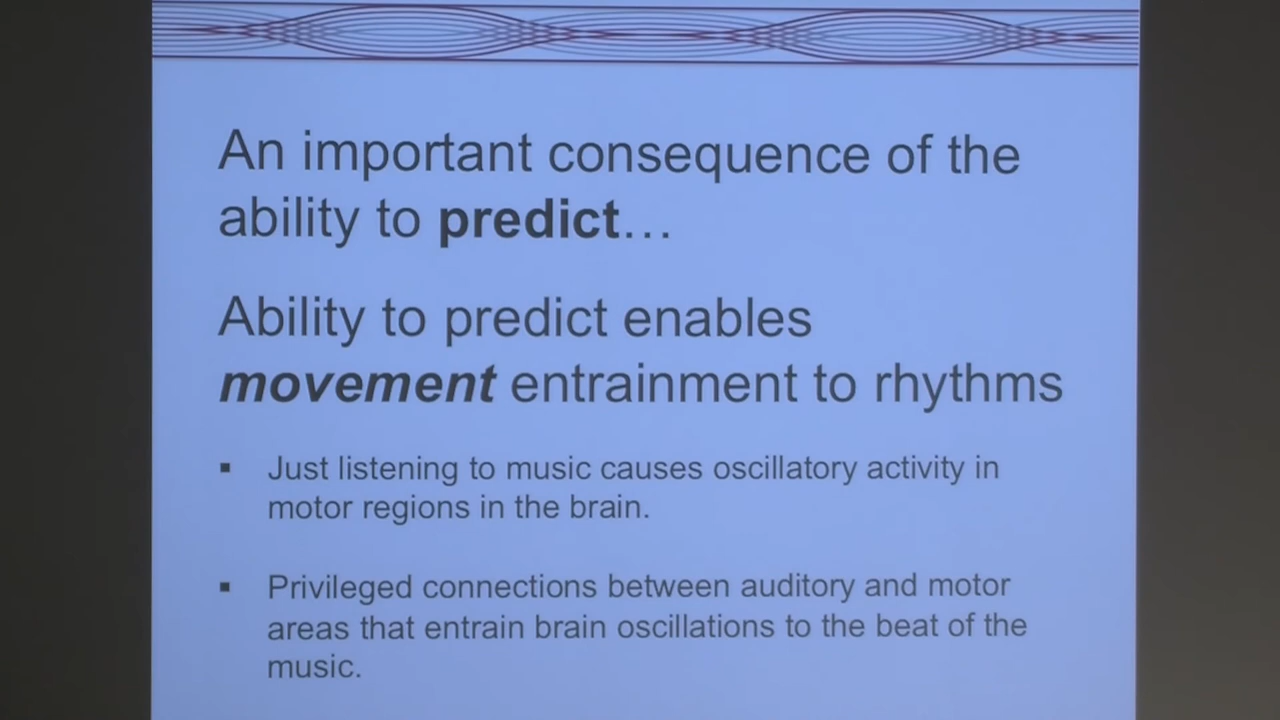 An important consequence of the
ability to predict…
Ability to predict enables
movement entrainment to rhythms
▪ Just listening to music causes oscillatory activity in
motor regions in the brain.
▪ Privileged connections between auditory and motor
areas that entrain brain oscillations to the beat of the
music.